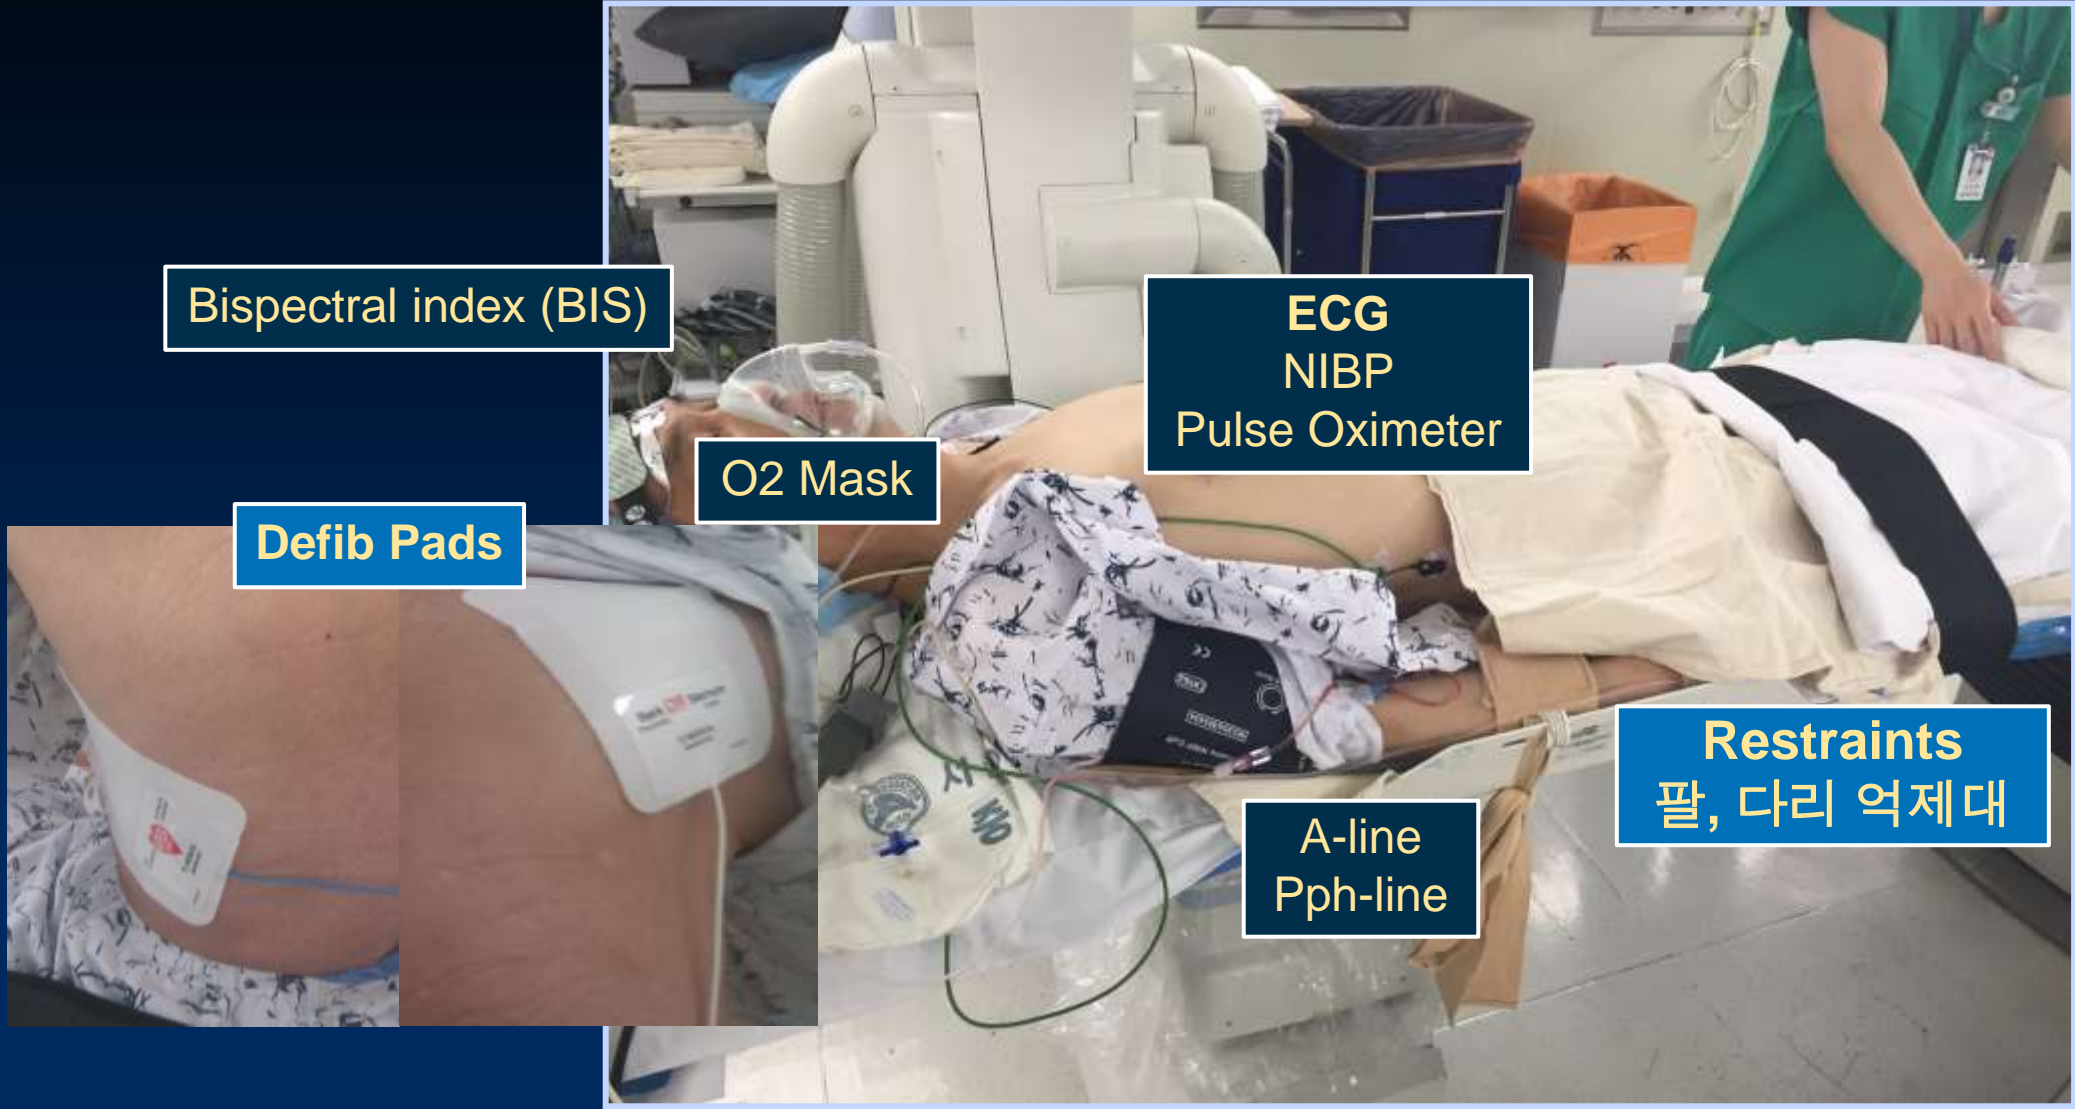 Bispectral index (BIS)
ECG
NIBP
Pulse Oximeter
O2 Mask
Defib Pads
Restraints
팔, 다리 억제대
A-line
Pph-line